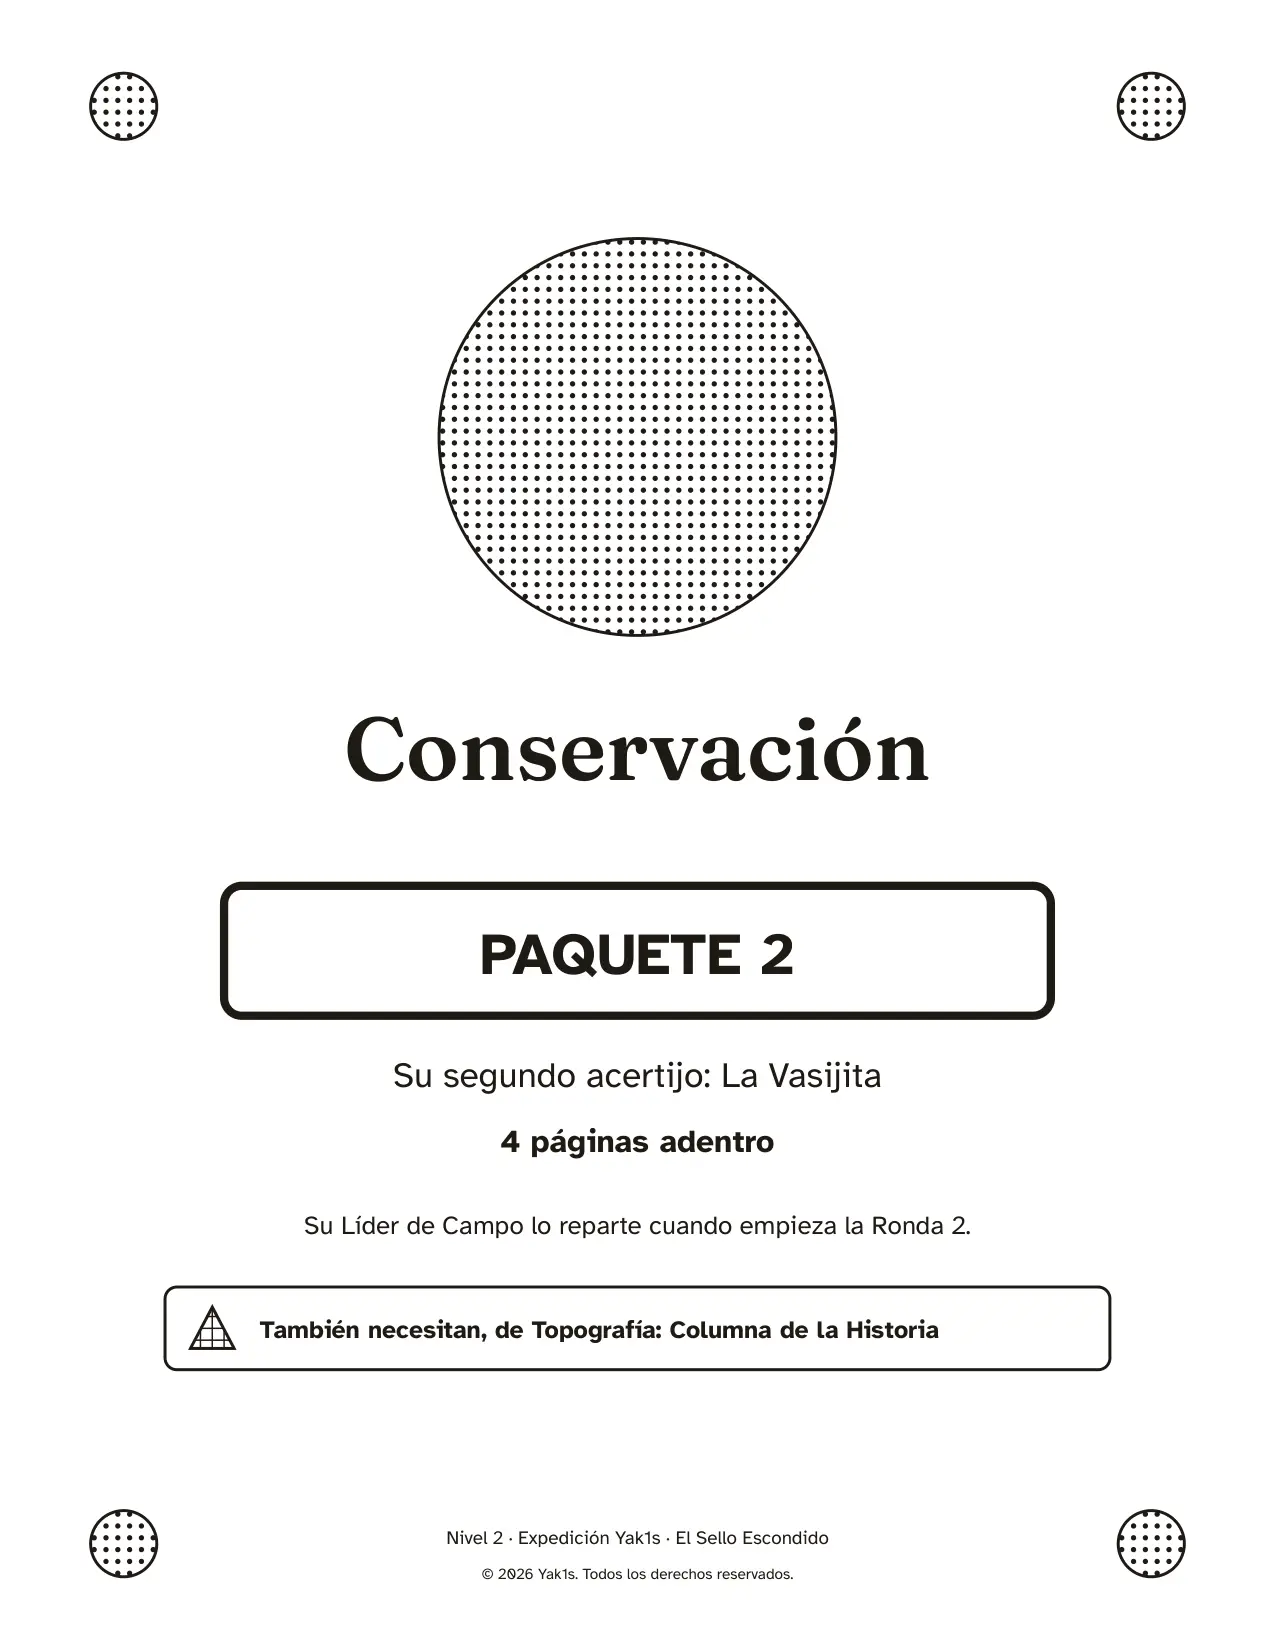 Conservación
PAQUETE 2
Su segundo acertijo: La Vasijita
4 páginas adentro
Su Líder de Campo lo reparte cuando empieza la Ronda 2.
También necesitan, de Topografía: Columna de la Historia
Nivel 2 · Expedición Yak1s · El Sello Escondido
© 2026 Yak1s. Todos los derechos reservados.